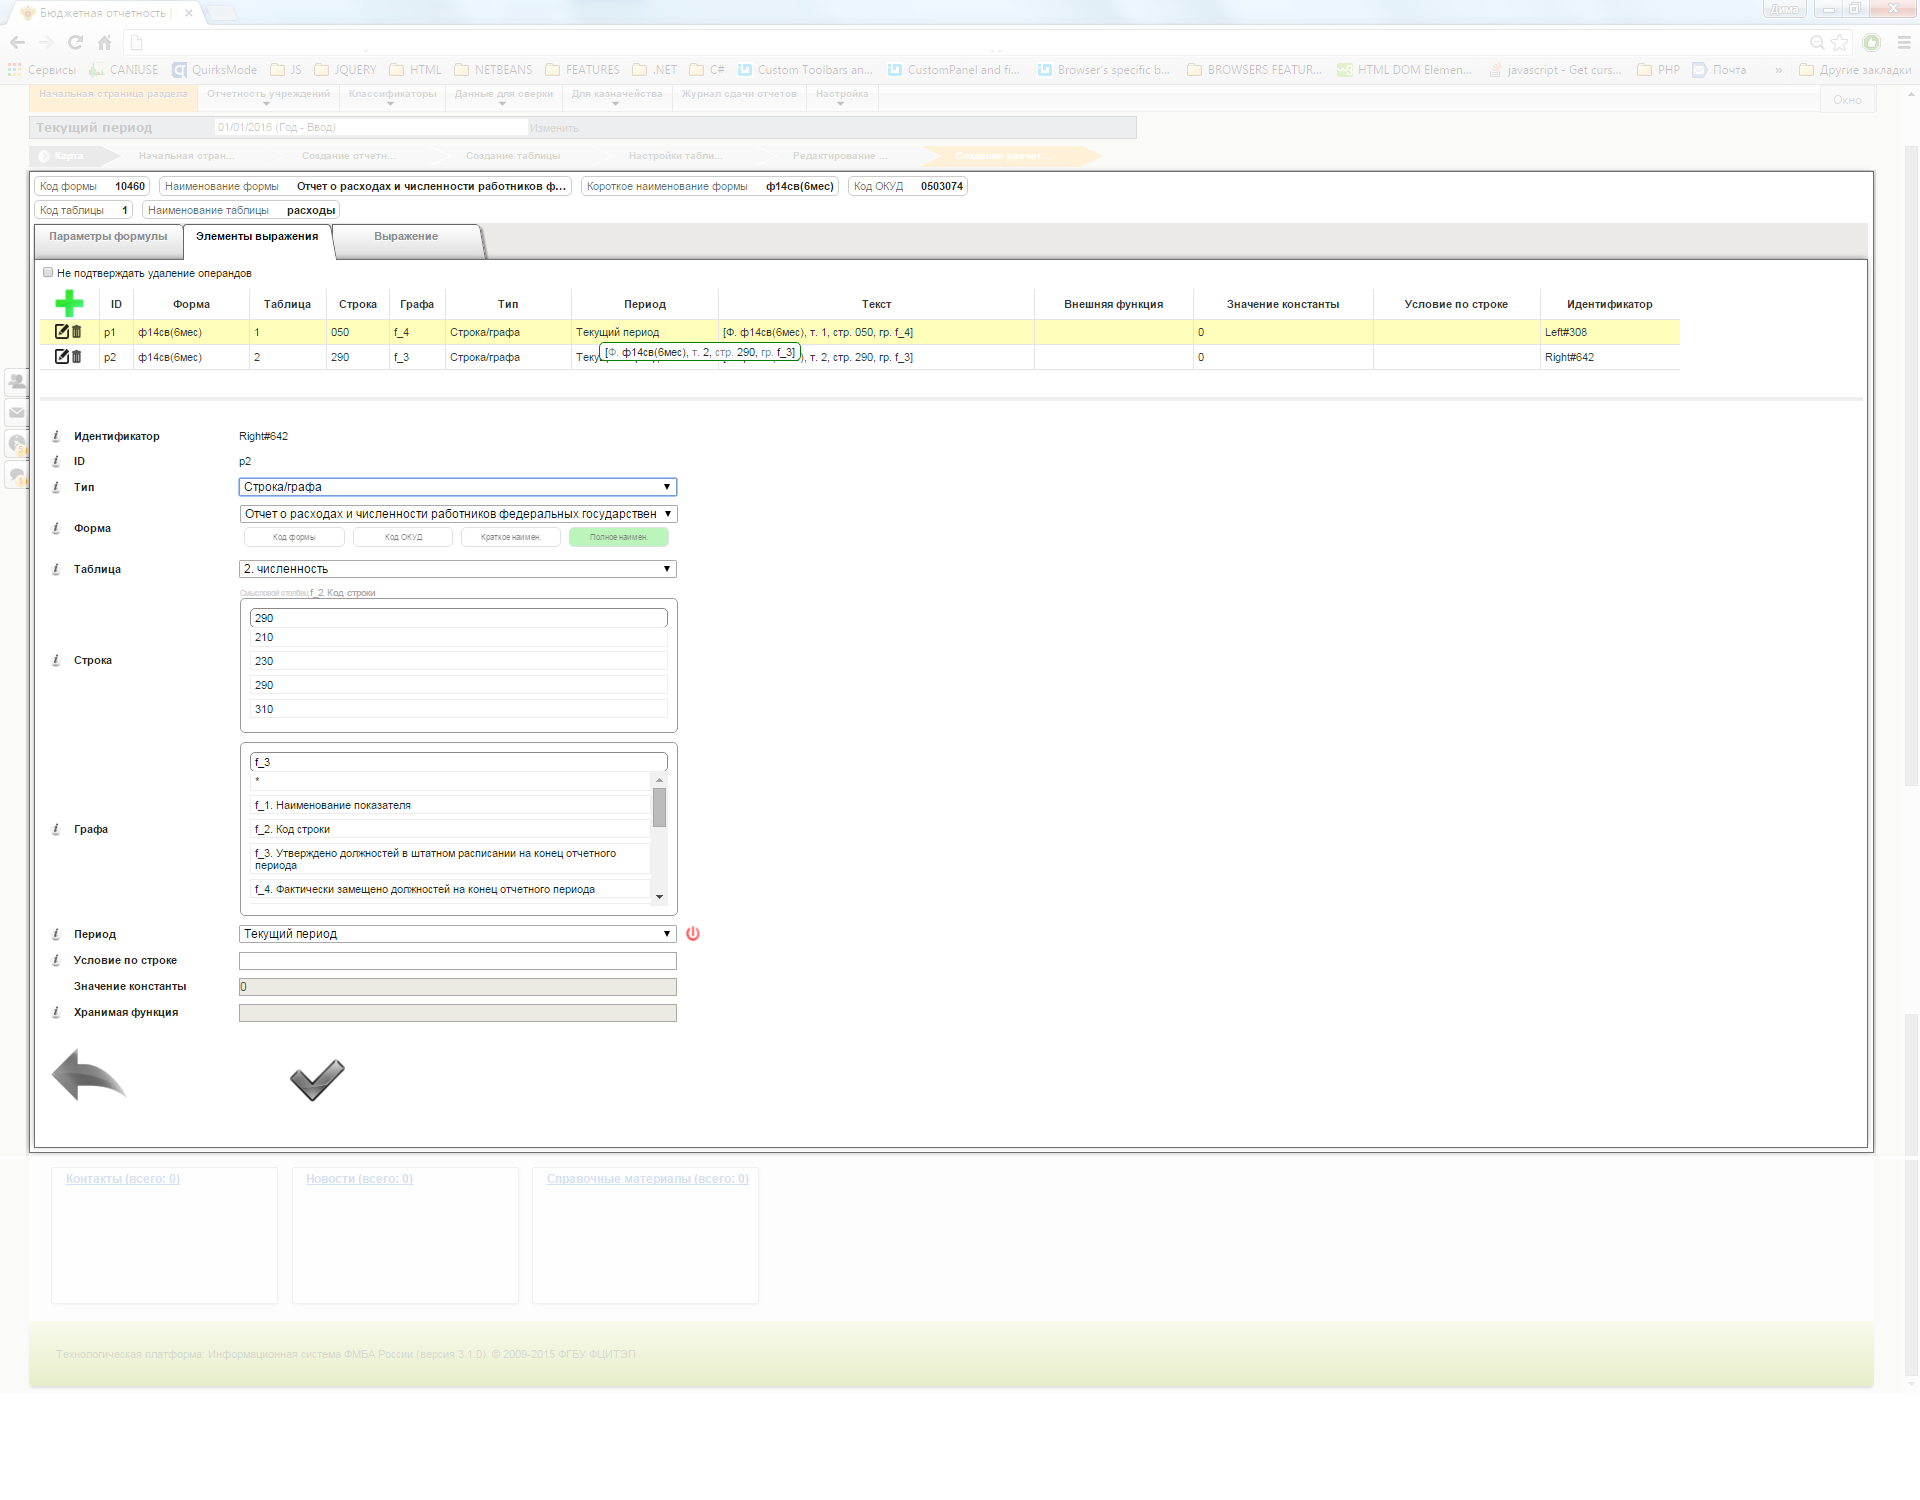 Бюджетная отчетность |
Дима
Сервисы CANIUSE QuirksMode JS JQUERY HTML NETBEANS FEATURES .NET C# Custom Toolbars an... CustomPanel and fi... Browser's specific b... BROWSERS FEATUR... HTML DOM Elemen... javascript - Get curs... PHP Почта » Другие закладки
Начальная страница раздела Отчетность учреждений Классификаторы Данные для сверки Для казначейства Журнал сдачи отчетов Настройка Окно
Текущий период 01/01/2016 (Год - Ввод) Изменить
Карта Начальная стран... Создание отчетн... Создание таблицы Настройки табли... Редактирование ... Создание расчет...
Код формы 10460 Наименование формы Отчет о расходах и численности работников ф... Короткое наименование формы ф14св(6мес) Код ОКУД 0503074
Код таблицы 1 Наименование таблицы расходы
Параметры формулы Элементы выражения Выражение
Не подтверждать удаление операндов
ID Форма Таблица Строка Графа Тип Период Текст Внешняя функция Значение константы Условие по строке Идентификатор
p1 ф14св(6мес) 1 050 f_4 Строка/графа Текущий период [Ф. ф14св(6мес), т. 1, стр. 050, гр. f_4] 0 Left#308
p2 ф14св(6мес) 2 290 f_3 Строка/графа Теку [Ф. ф14св(6мес), т. 2, стр. 290, гр. f_3] ), т. 2, стр. 290, гр. f_3] 0 Right#642
Идентификатор Right#642
ID p2
Тип Строка/графа
Форма Отчет о расходах и численности работников федеральных государствен
Код формы Код ОКУД Краткое наимен. Полное наимен.
Таблица 2. численность
Смысловой столбец f_2. Код строки
290
210
Строка 230
290
310
f_3
*
f_1. Наименование показателя
Графа f_2. Код строки
f_3. Утверждено должностей в штатном расписании на конец отчетного
периода
f_4. Фактически замещено должностей на конец отчетного периода
Период Текущий период
Условие по строке
Значение константы 0
Хранимая функция
Контакты (всего: 0) Новости (всего: 0) Справочные материалы (всего: 0)
Технологическая платформа: Информационная система ФМБА России (версия 3.1.0). © 2009-2015 ФГБУ ФЦИТЭП